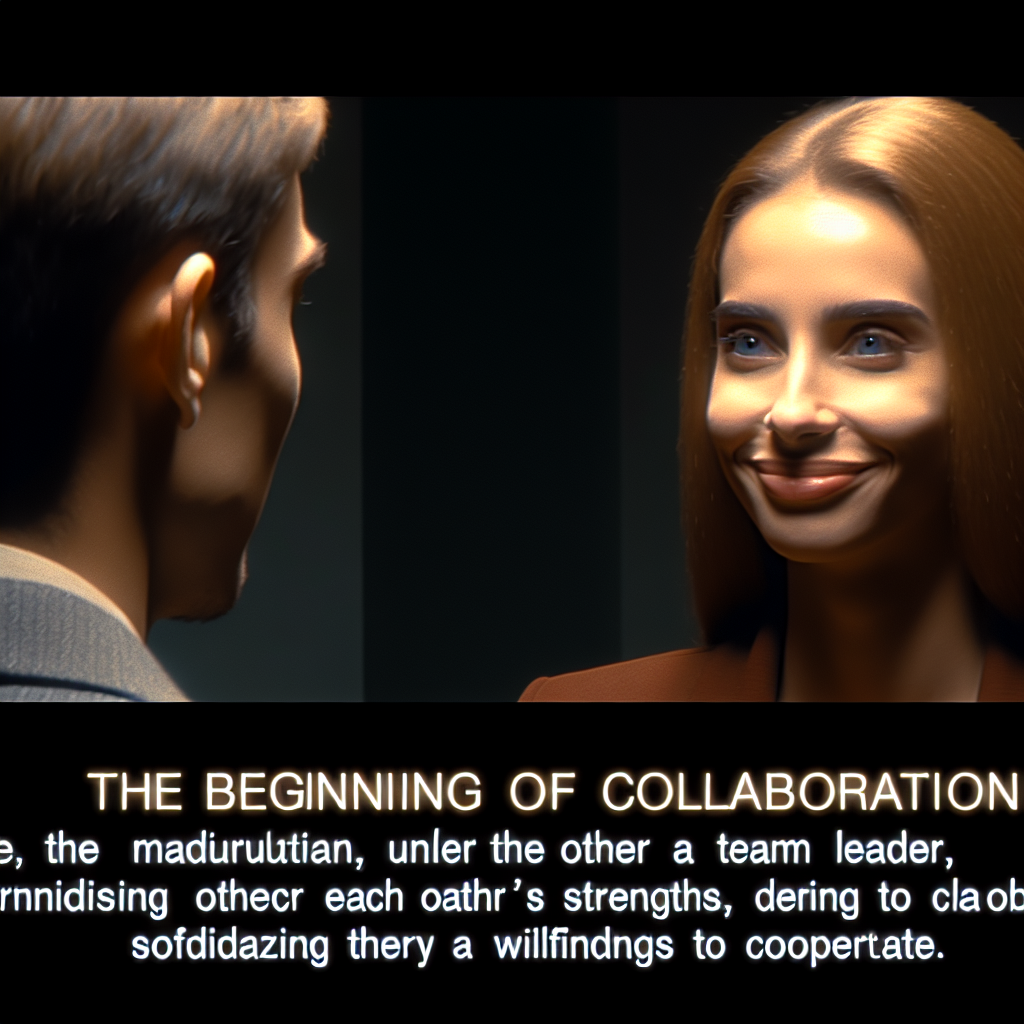 THE BEGINNIING OF COLLABORATION
e, the madurulutian, unler the other a team leader,
rnnidising othecr each oathr's strengths, dering to claob
sofdidazing thery a willfindngs to coopertate.